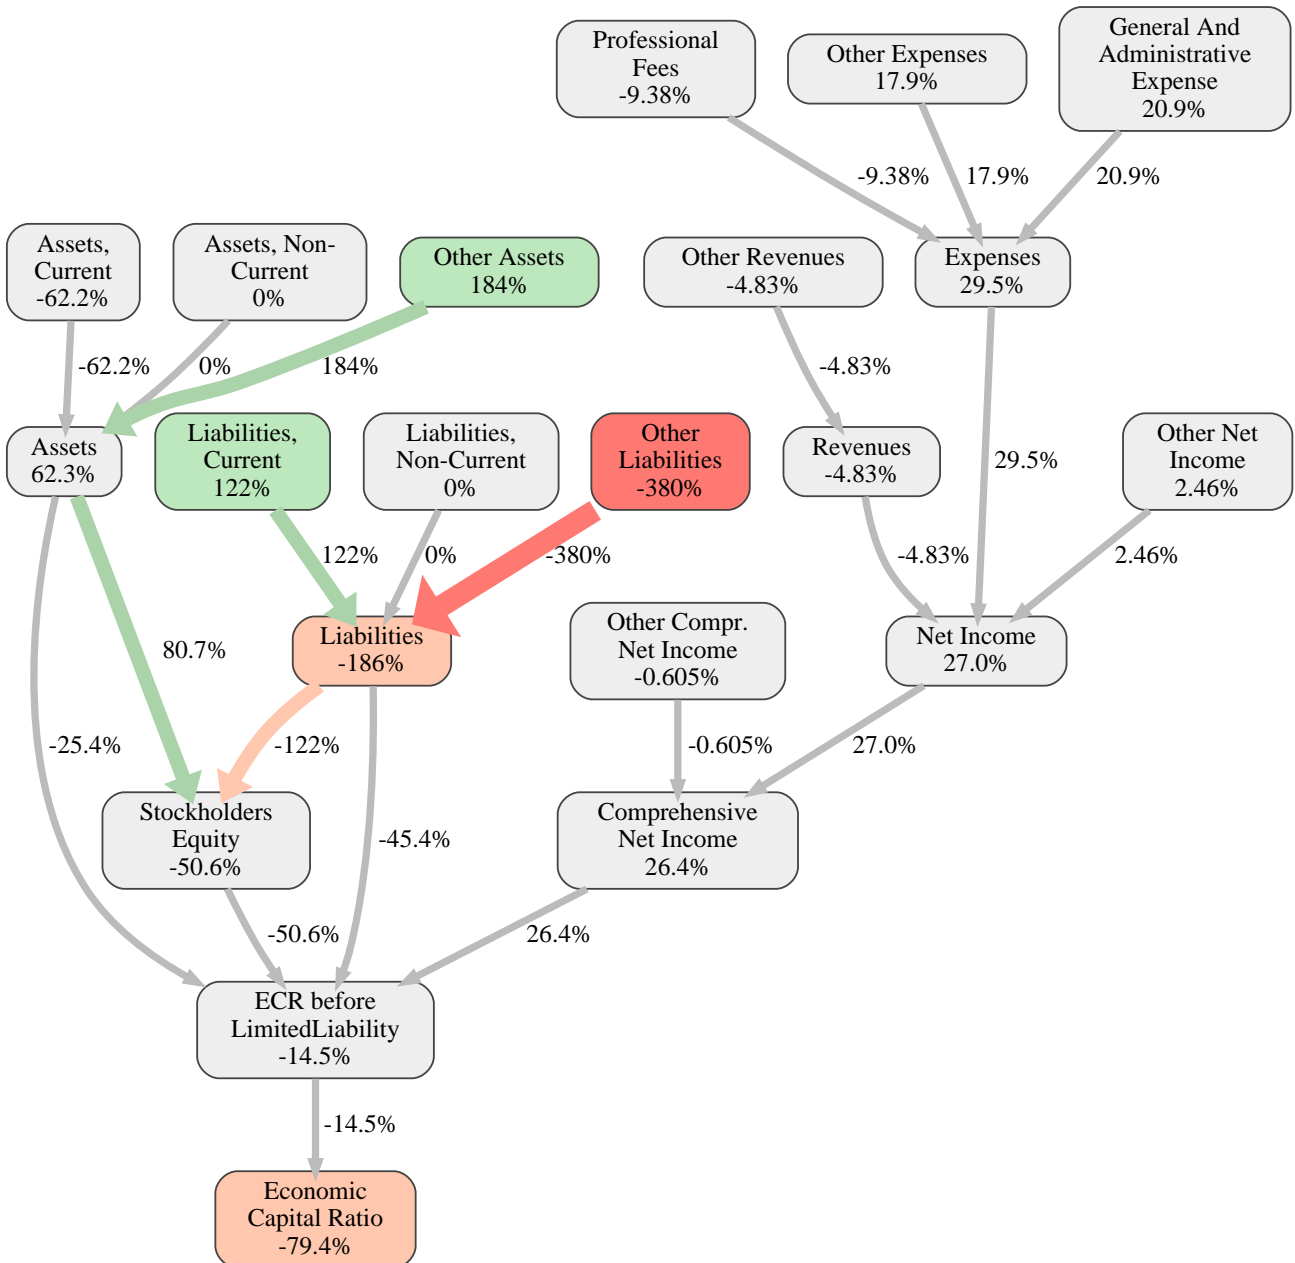 Professional
Fees
-9.38%
Other Expenses
17.9%
General And
Administrative
Expense
20.9%
-9.38%
17.9%
20.9%
Assets,
Current
-62.2%
Assets, Non-
Current
0%
Other Assets
184%
Other Revenues
-4.83%
Expenses
29.5%
-62.2%
0%
184%
-4.83%
Assets
62.3%
Liabilities,
Current
122%
Liabilities,
Non-Current
0%
Other
Liabilities
-380%
Revenues
-4.83%
29.5%
Other Net
Income
2.46%
122%
0%
-380%
-4.83%
2.46%
80.7%
Liabilities
-186%
Other Compr.
Net Income
-0.605%
Net Income
27.0%
-25.4%
-122%
-0.605%
27.0%
Stockholders
Equity
-50.6%
-45.4%
Comprehensive
Net Income
26.4%
-50.6%
26.4%
ECR before
LimitedLiability
-14.5%
-14.5%
Economic
Capital Ratio
-79.4%